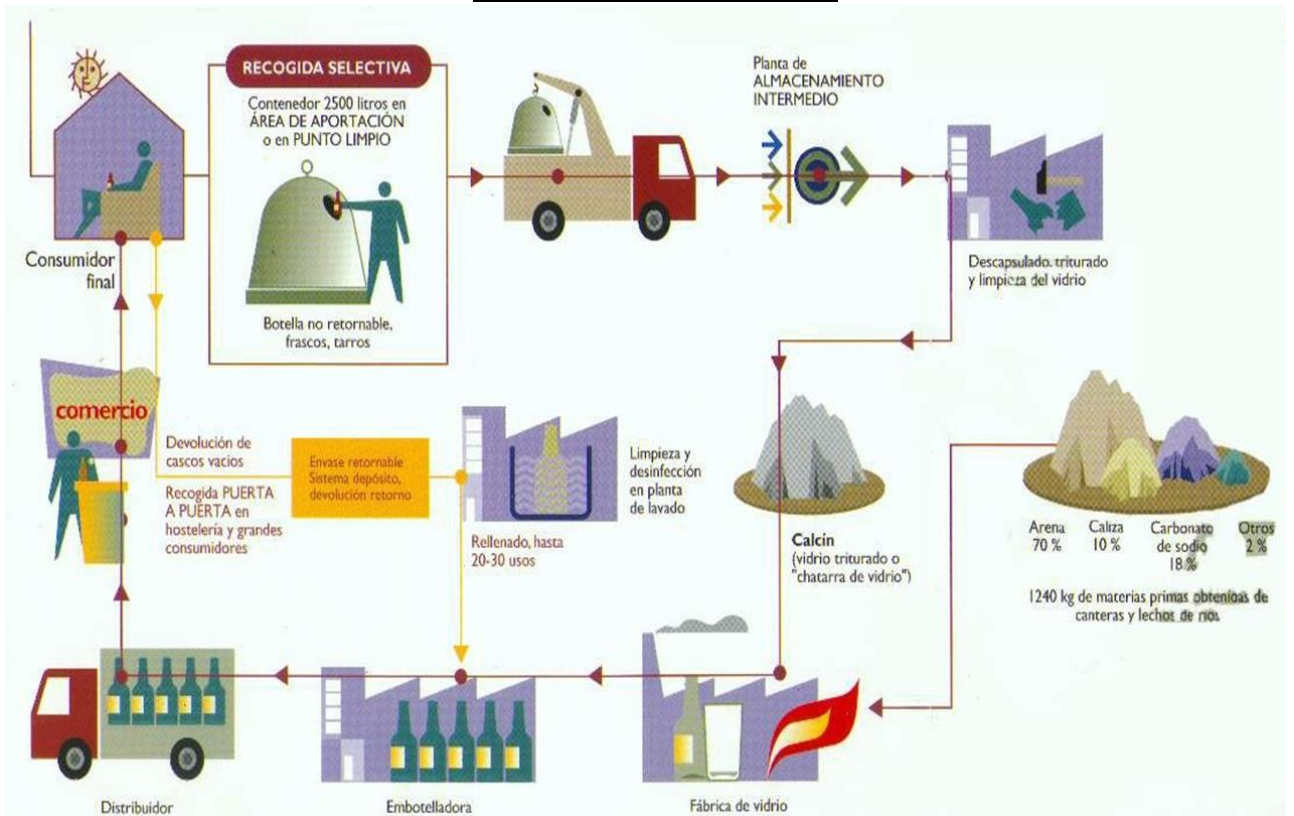 RECOGIDA SELECTIVA
Contenedor 2500 litros en
ÁREA DE APORTACIÓN
o en PUNTO LIMPIO
Botella no retornable,
frascos, tarros
Planta de
ALMACENAMIENTO
INTERMEDIO
Descapsulado, triturado
y limpieza del vidrio
Consumidor
final
comercio
Devolución de
cascos vacios
Recogida PUERTA
A PUERTA en
hostelería y grandes
consumidores
Envase retornable
Sistema depósito,
devolución retorno
Limpieza y
desinfección
en planta
de lavado
Rellenado, hasta
20-30 usos
Calcín
(vidrio triturado o
"chatarra de vidrio")
Arena
70 %
Caliza
10 %
Carbonato
de sodio
18 %
Otros
2 %
1240 kg de materias primas obtenidas de
canteras y lechos de ríos
Distribuidor
Embotelladora
Fábrica de vidrio